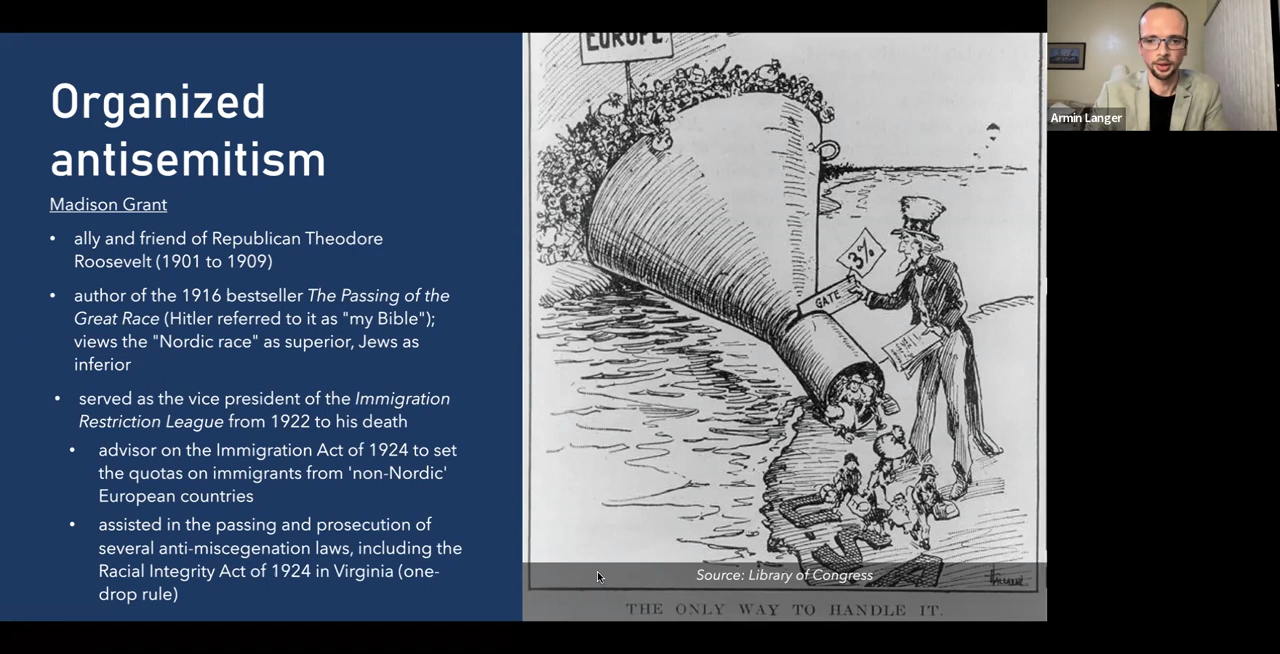 Organized
antisemitism
Madison Grant
• ally and friend of Republican Theodore
Roosevelt (1901 to 1909)
• author of the 1916 bestseller The Passing of the
Great Race (Hitler referred to it as "my Bible");
views the "Nordic race" as superior, Jews as
inferior
• served as the vice president of the Immigration
Restriction League from 1922 to his death
• advisor on the Immigration Act of 1924 to set
the quotas on immigrants from 'non-Nordic'
European countries
• assisted in the passing and prosecution of
several anti-miscegenation laws, including the
Racial Integrity Act of 1924 in Virginia (one-
drop rule)
EUROPE
3%
GATE
U.S.A
Source: Library of Congress
THE ONLY WAY TO HANDLE IT.
Armin Langer